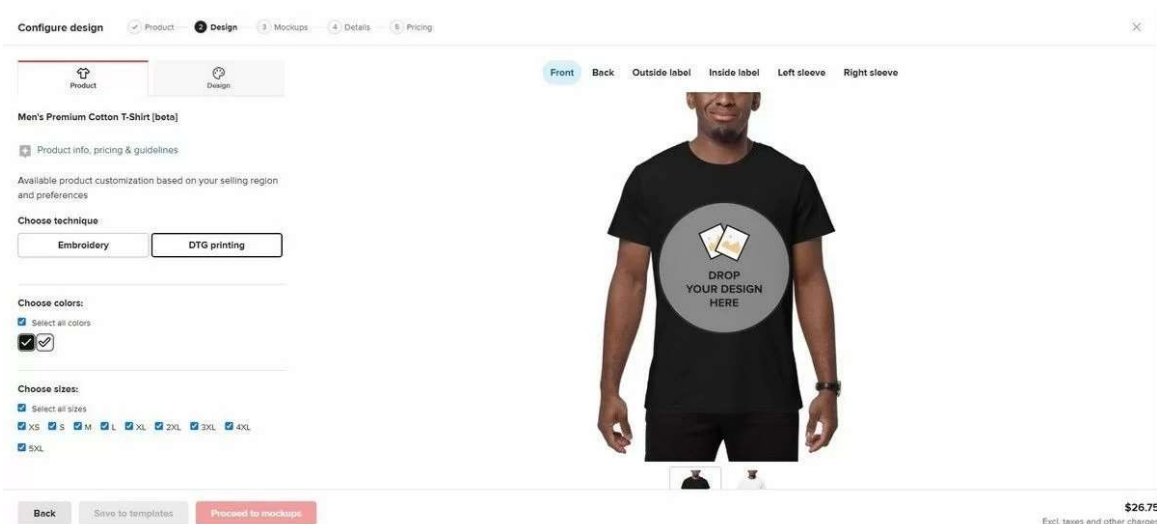 Configure design
Product
2 Design
3 Mockups
4 Details
5 Pricing
Product
Design
Front
Back
Outside label
Inside label
Left sleeve
Right sleeve
Men's Premium Cotton T-Shirt [beta]
Product info, pricing & guidelines
Available product customization based on your selling region
and preferences
Choose technique
Embroidery
DTG printing
DROP
YOUR DESIGN
HERE
Choose colors:
Select all colors
Choose sizes:
Select all sizes
XS S M L XL 2XL 3XL 4XL
5XL
Back
Save to templates
Proceed to mockups
$26.75
Excl. taxes and other charges